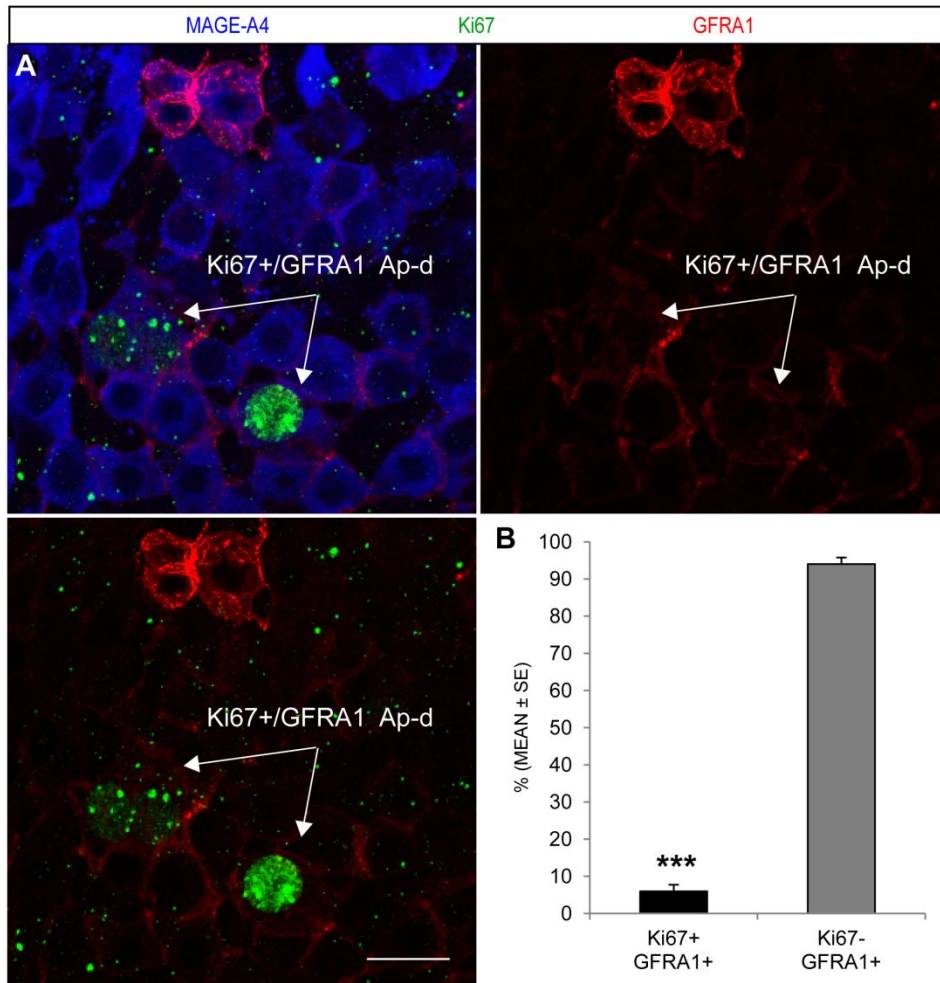 MAGE-A4 Ki67 GFRA1
A
Ki67+/GFRA1 Ap-d
Ki67+/GFRA1 Ap-d
Ki67+/GFRA1 Ap-d
B
% (MEAN ± SE)
100
90
80
70
60
50
40
30
20
10
0
***
Ki67+
GFRA1+
Ki67-
GFRA1+